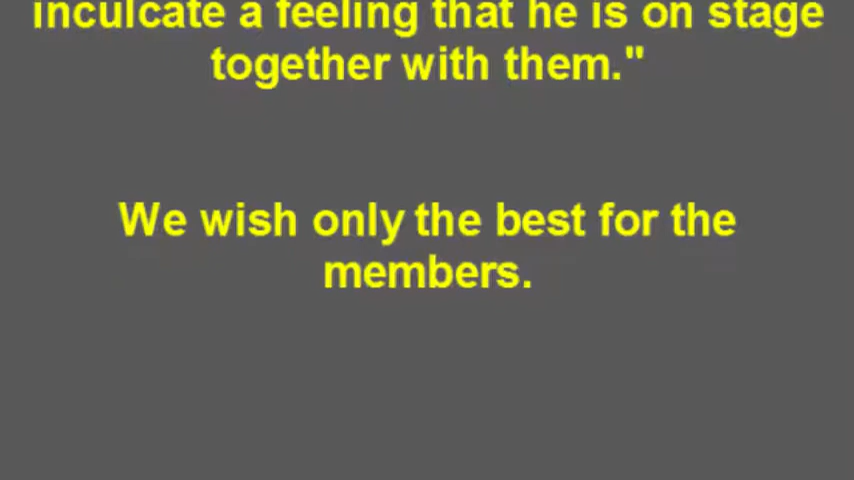 inculcate a feeling that he is on stage
together with them."
We wish only the best for the
members.